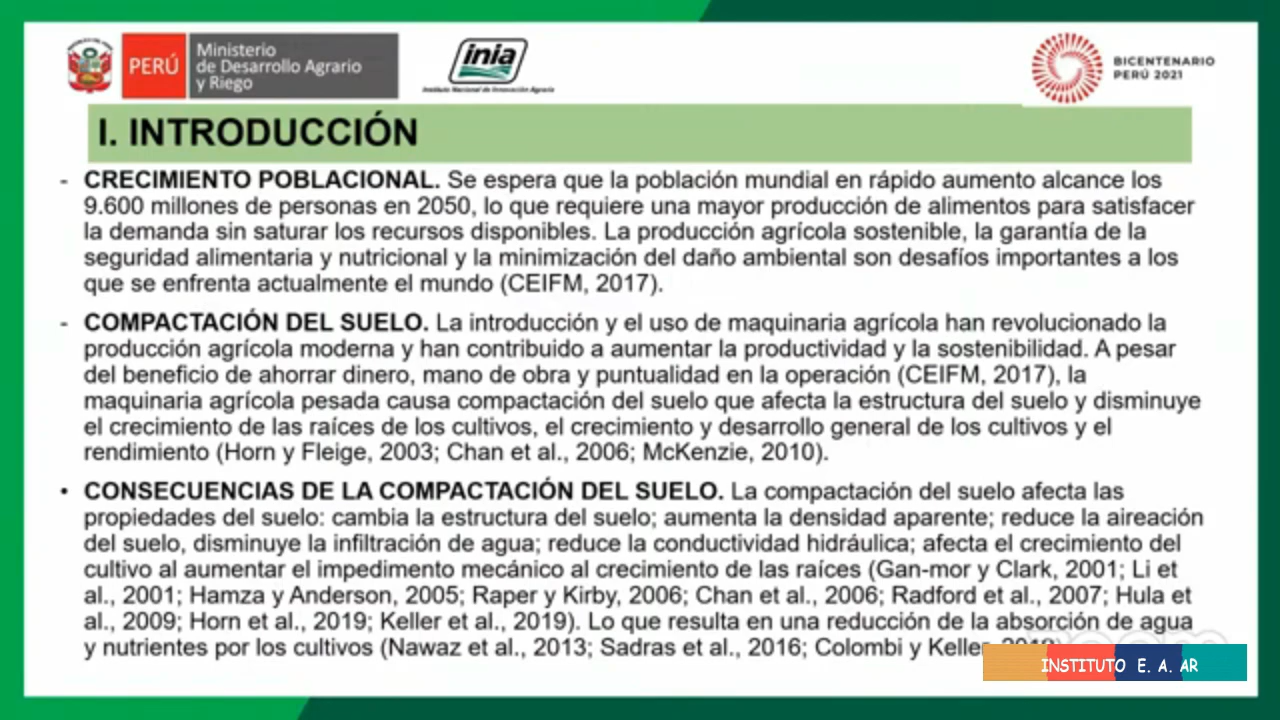 PERÚ
Ministerio
de Desarrollo Agrario
y Riego
inia
Instituto Nacional de Innovación Agraria
BICENTENARIO
PERÚ 2021
I. INTRODUCCIÓN
- CRECIMIENTO POBLACIONAL. Se espera que la población mundial en rápido aumento alcance los
9.600 millones de personas en 2050, lo que requiere una mayor producción de alimentos para satisfacer
la demanda sin saturar los recursos disponibles. La producción agrícola sostenible, la garantía de la
seguridad alimentaria y nutricional y la minimización del daño ambiental son desafíos importantes a los
que se enfrenta actualmente el mundo (CEIFM, 2017).
- COMPACTACIÓN DEL SUELO. La introducción y el uso de maquinaria agrícola han revolucionado la
producción agrícola moderna y han contribuido a aumentar la productividad y la sostenibilidad. A pesar
del beneficio de ahorrar dinero, mano de obra y puntualidad en la operación (CEIFM, 2017), la
maquinaria agrícola pesada causa compactación del suelo que afecta la estructura del suelo y disminuye
el crecimiento de las raíces de los cultivos, el crecimiento y desarrollo general de los cultivos y el
rendimiento (Horn y Fleige, 2003; Chan et al., 2006; McKenzie, 2010).
• CONSECUENCIAS DE LA COMPACTACIÓN DEL SUELO. La compactación del suelo afecta las
propiedades del suelo: cambia la estructura del suelo; aumenta la densidad aparente; reduce la aireación
del suelo, disminuye la infiltración de agua; reduce la conductividad hidráulica; afecta el crecimiento del
cultivo al aumentar el impedimento mecánico al crecimiento de las raíces (Gan-mor y Clark, 2001; Li et
al., 2001; Hamza y Anderson, 2005; Raper y Kirby, 2006; Chan et al., 2006; Radford et al., 2007; Hula et
al., 2009; Horn et al., 2019; Keller et al., 2019). Lo que resulta en una reducción de la absorción de agua
y nutrientes por los cultivos (Nawaz et al., 2013; Sadras et al., 2016; Colombi y Keller,
INSTITUTO E. A. AR